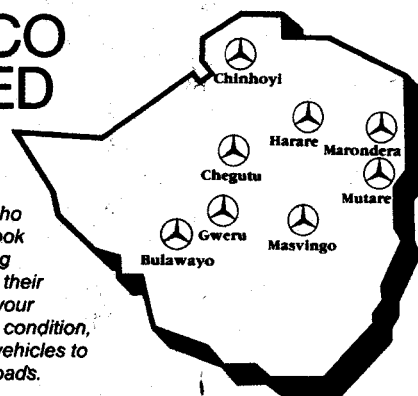 CO
ED
Chinhoyi
Harare
Marondera
Chegutu
Mutare
Gweru
Masvingo
Bulawayo
ho
ook
g
their
your
condition,
vehicles to
oads.